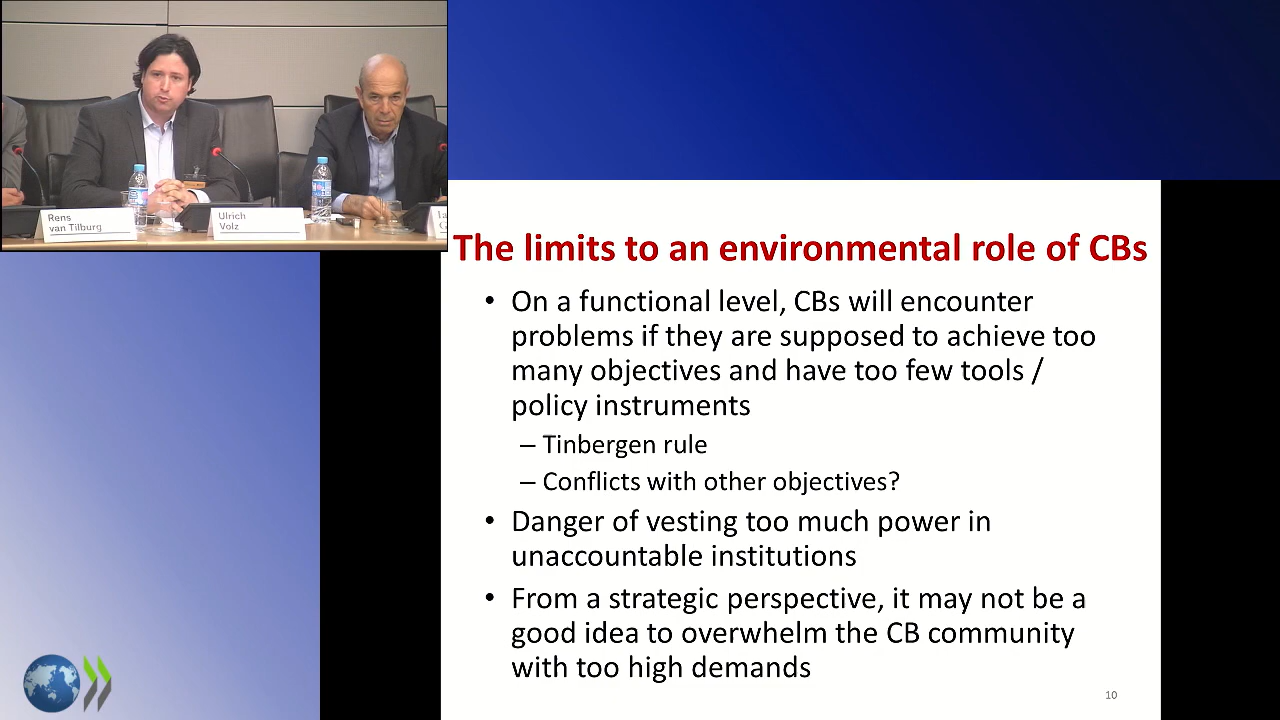 Rens
van Tilburg
Ulrich
Volz
The limits to an environmental role of CBs
• On a functional level, CBs will encounter
problems if they are supposed to achieve too
many objectives and have too few tools /
policy instruments
– Tinbergen rule
– Conflicts with other objectives?
• Danger of vesting too much power in
unaccountable institutions
• From a strategic perspective, it may not be a
good idea to overwhelm the CB community
with too high demands
10